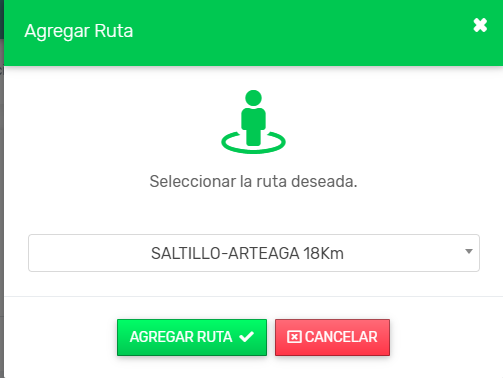 Agregar Ruta
Seleccionar la ruta deseada.
SALTILLO-ARTEAGA 18Km
AGREGAR RUTA
CANCELAR